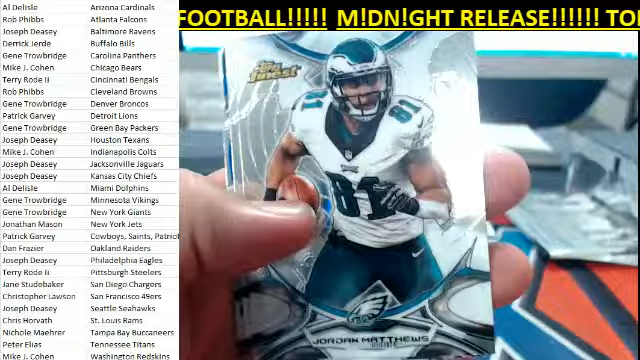 FOOTBALL!!!!! M!DN!GHT RELEASE!!!!!! TO
Al Delisle Arizona Cardinals
Rob Phibbs Atlanta Falcons
Joseph Deasey Baltimore Ravens
Derrick Jerde Buffalo Bills
Gene Trowbridge Carolina Panthers
Mike J. Cohen Chicago Bears
Terry Rode Ii Cincinnati Bengals
Rob Phibbs Cleveland Browns
Gene Trowbridge Denver Broncos
Patrick Garvey Detroit Lions
Gene Trowbridge Green Bay Packers
Joseph Deasey Houston Texans
Mike J. Cohen Indianapolis Colts
Joseph Deasey Jacksonville Jaguars
Joseph Deasey Kansas City Chiefs
Al Delisle Miami Dolphins
Gene Trowbridge Minnesota Vikings
Gene Trowbridge New York Giants
Jonathan Mason New York Jets
Patrick Garvey Cowboys, Saints, Patriot
Dan Frazier Oakland Raiders
Joseph Deasey Philadelphia Eagles
Terry Rode Ii Pittsburgh Steelers
Jane Studebaker San Diego Chargers
Christopher Lawson San Francisco 49ers
Joseph Deasey Seattle Seahawks
Chris Horvath St. Louis Rams
Nichole Maehrer Tampa Bay Buccaneers
Peter Elias Tennessee Titans
Mike J. Cohen Washington Redskins
finest
81
81
81
JORDAN MATTHEWS